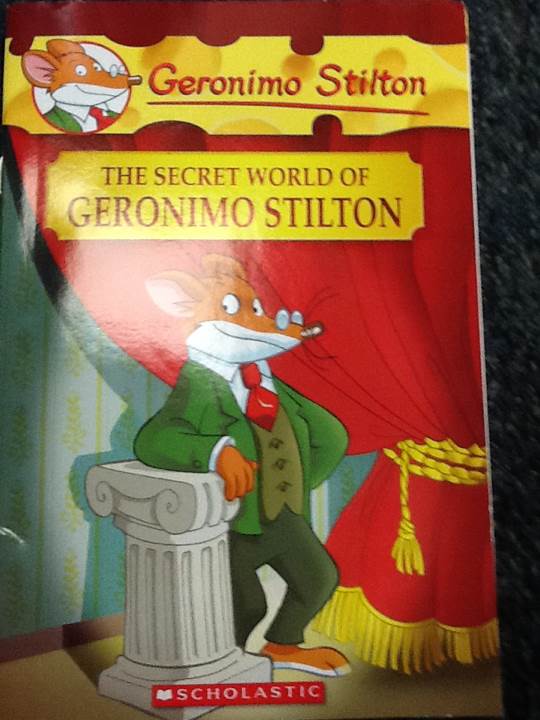 Geronimo Stilton
THE SECRET WORLD OF
GERONIMO STILTON
SCHOLASTIC